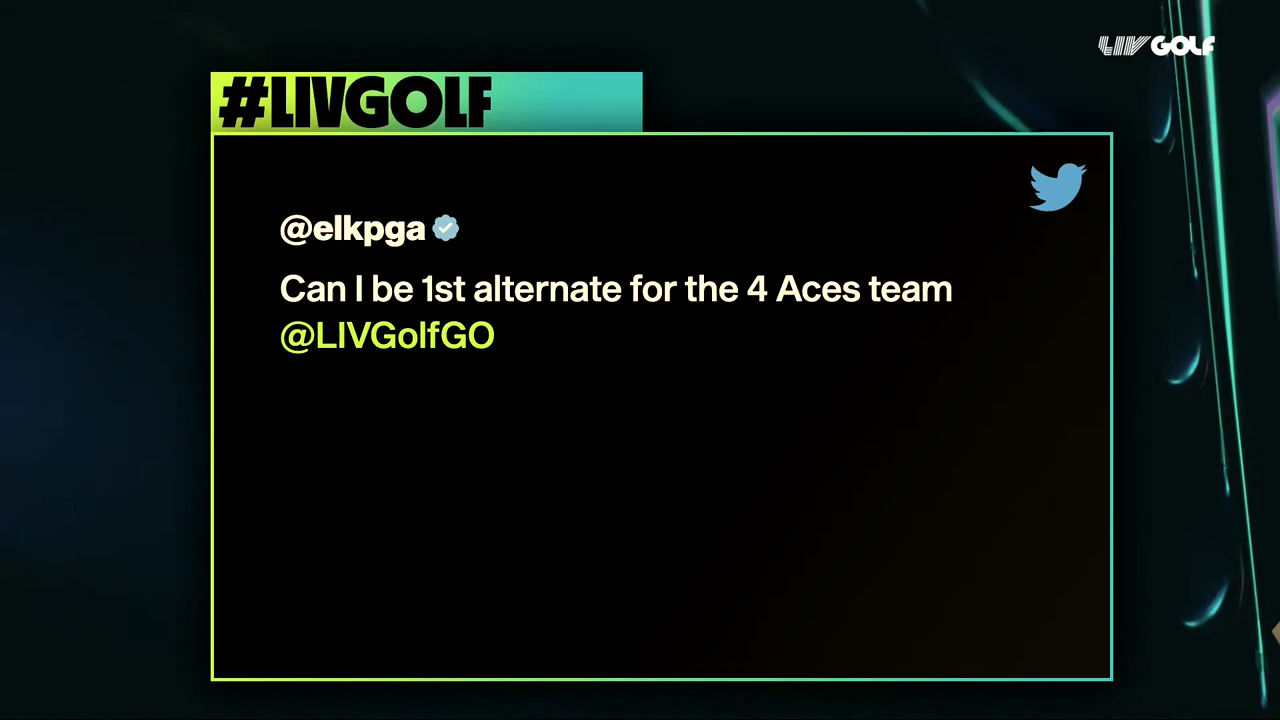 LIV GOLF
#LIVGOLF
@elkpga
Can I be 1st alternate for the 4 Aces team
@LIVGolfGO